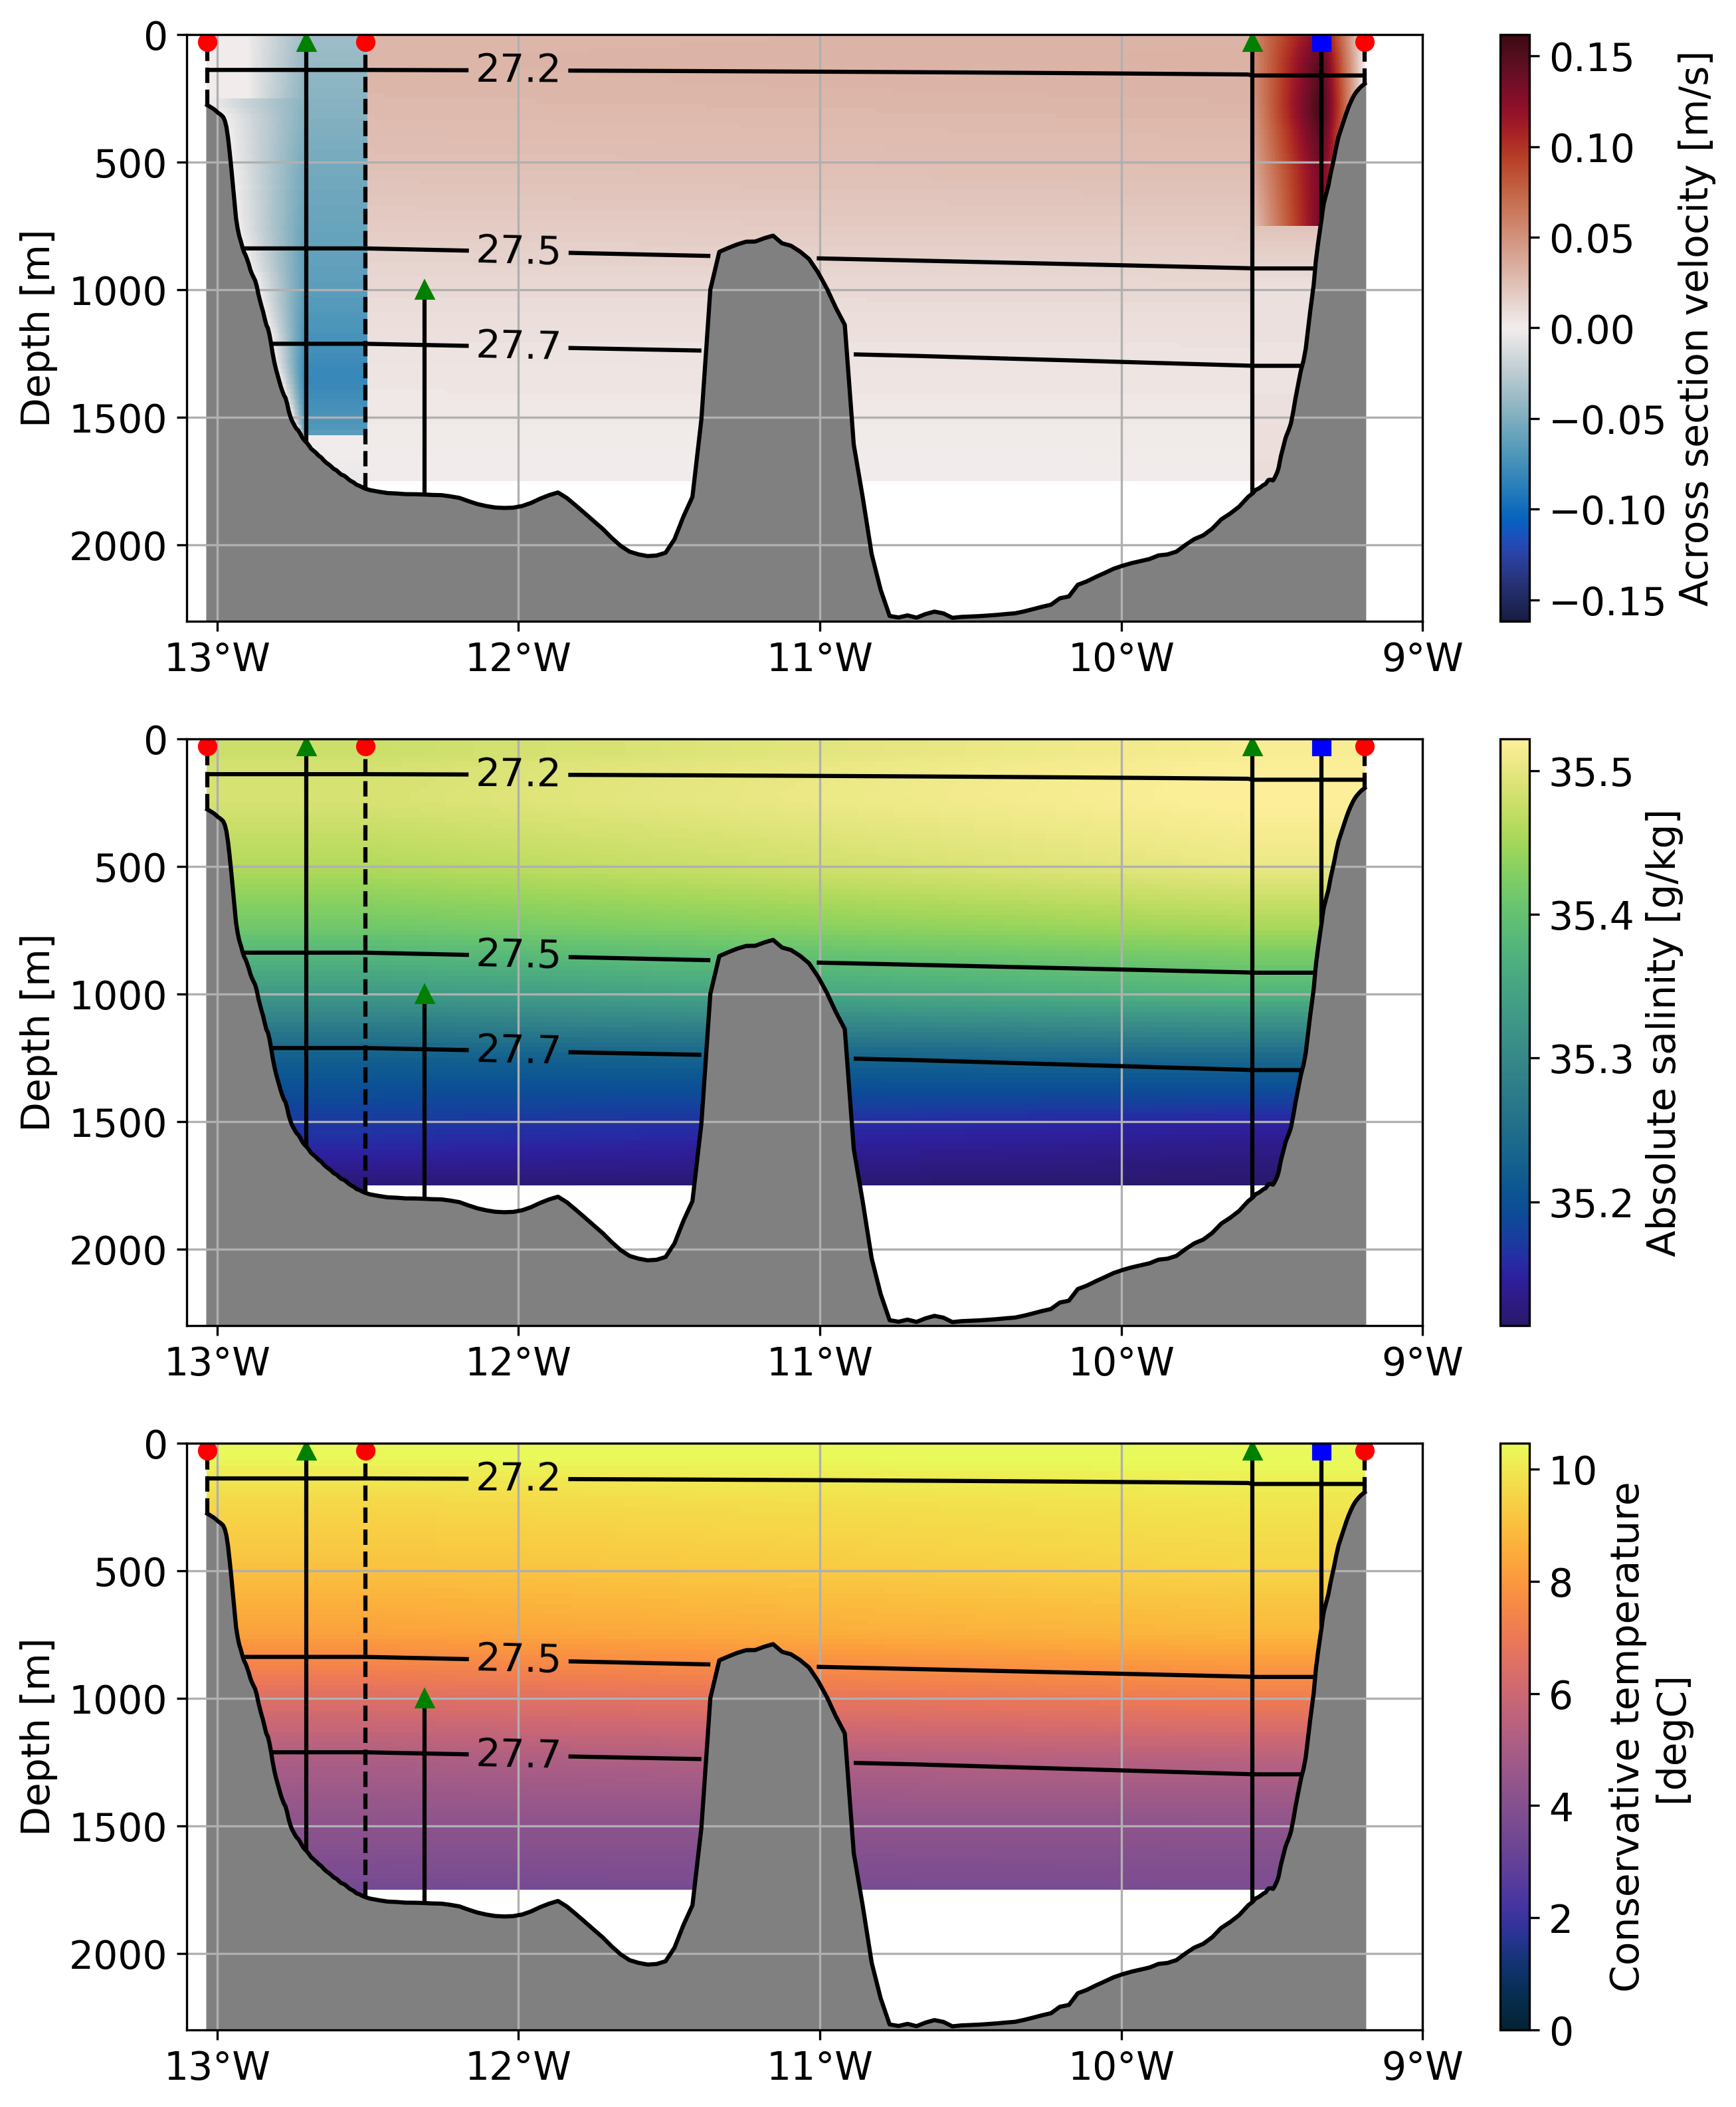 0
500
1000
1500
2000
Depth [m]
27.2
27.5
27.7
13°W
12°W
11°W
10°W
9°W
0.15
0.10
0.05
0.00
−0.05
−0.10
−0.15
Across section velocity [m/s]
0
500
1000
1500
2000
Depth [m]
27.2
27.5
27.7
13°W
12°W
11°W
10°W
9°W
35.5
35.4
35.3
35.2
Absolute salinity [g/kg]
0
500
1000
1500
2000
Depth [m]
27.2
27.5
27.7
13°W
12°W
11°W
10°W
9°W
10
8
6
4
2
0
Conservative temperature
[degC]